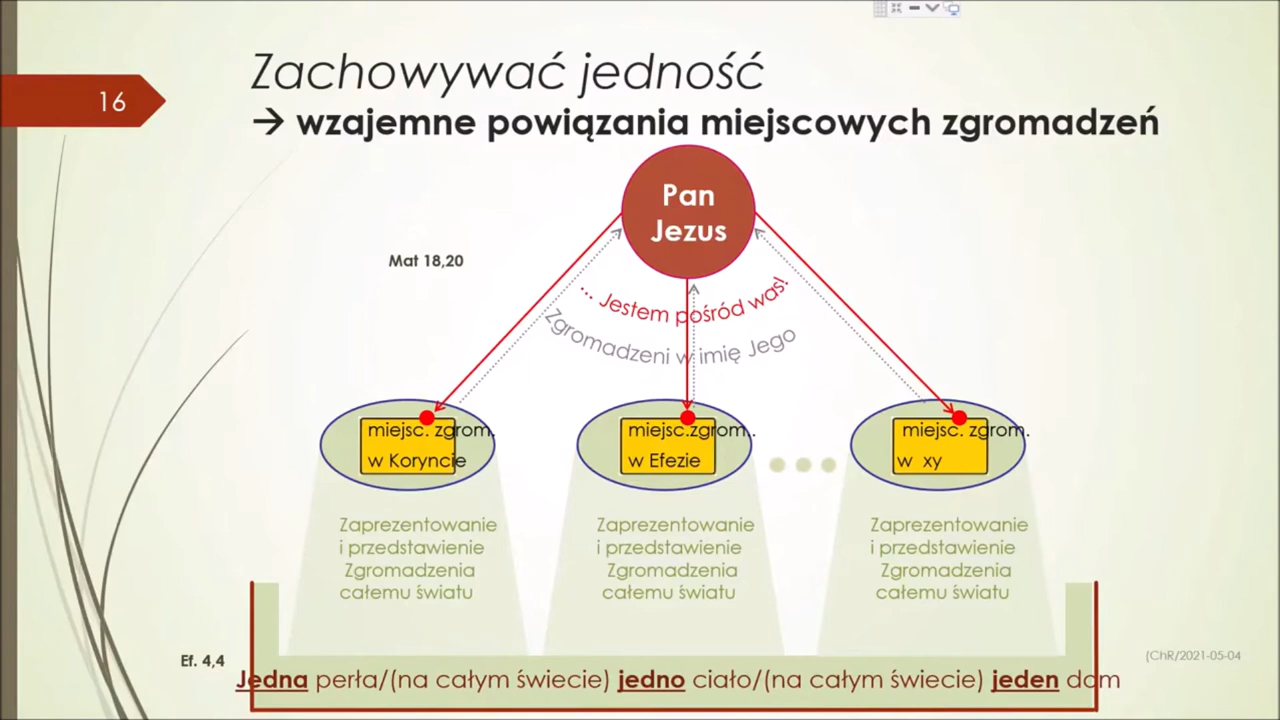 16
Zachowywać jedność
→ wzajemne powiązania miejscowych zgromadzeń
Pan
Jezus
Mat 18,20
... Jestem pośród was!
Zgromadzeni w imię Jego
miejsc. zgrom.
w Koryncie
miejsc.zgrom..
w Efezie
miejsc. zgrom.
w xy
Zaprezentowanie
i przedstawienie
Zgromadzenia
całemu światu
Zaprezentowanie
i przedstawienie
Zgromadzenia
całemu światu
Zaprezentowanie
i przedstawienie
Zgromadzenia
całemu światu
Ef. 4,4
(ChR/2021-05-04
Jedna perła/(na całym świecie) jedno ciało/(na całym świecie) jeden dom